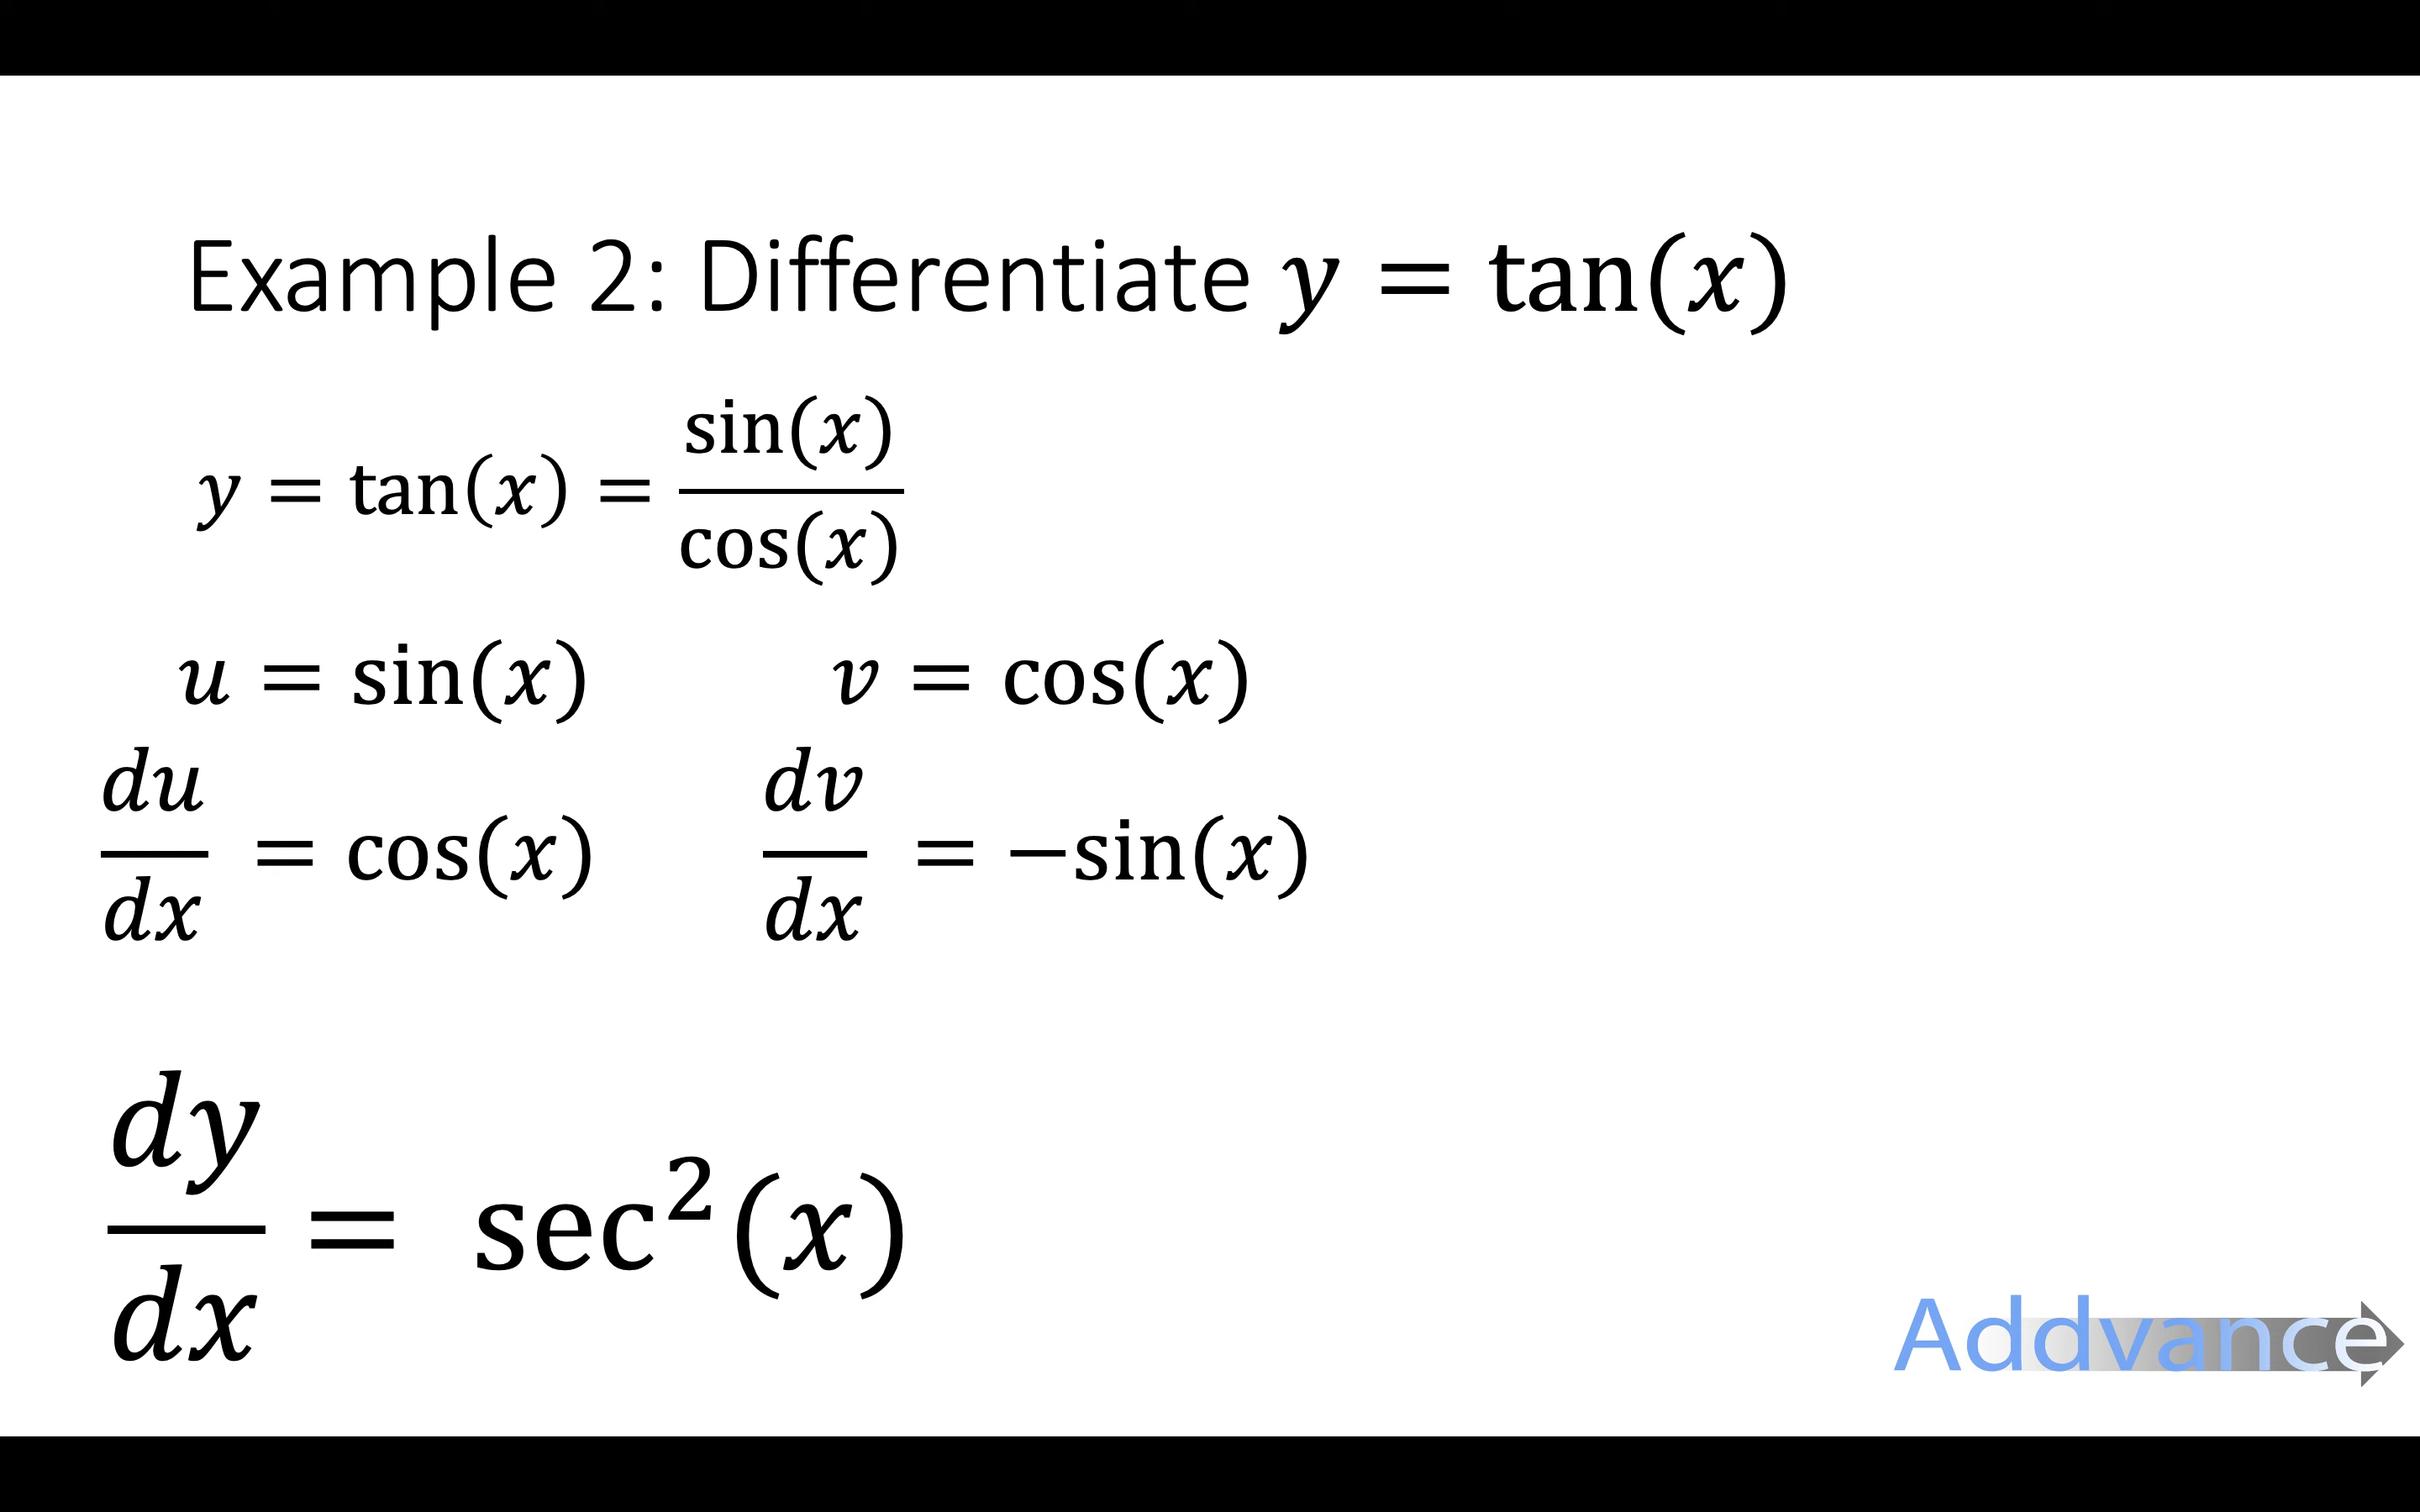 Example 2: Differentiate y = tan(x)
y = tan(x) = sin(x)/cos(x)
u = sin(x) v = cos(x)
du/dx = cos(x) dv/dx = −sin(x)
dy/dx = sec²(x)
Addvance